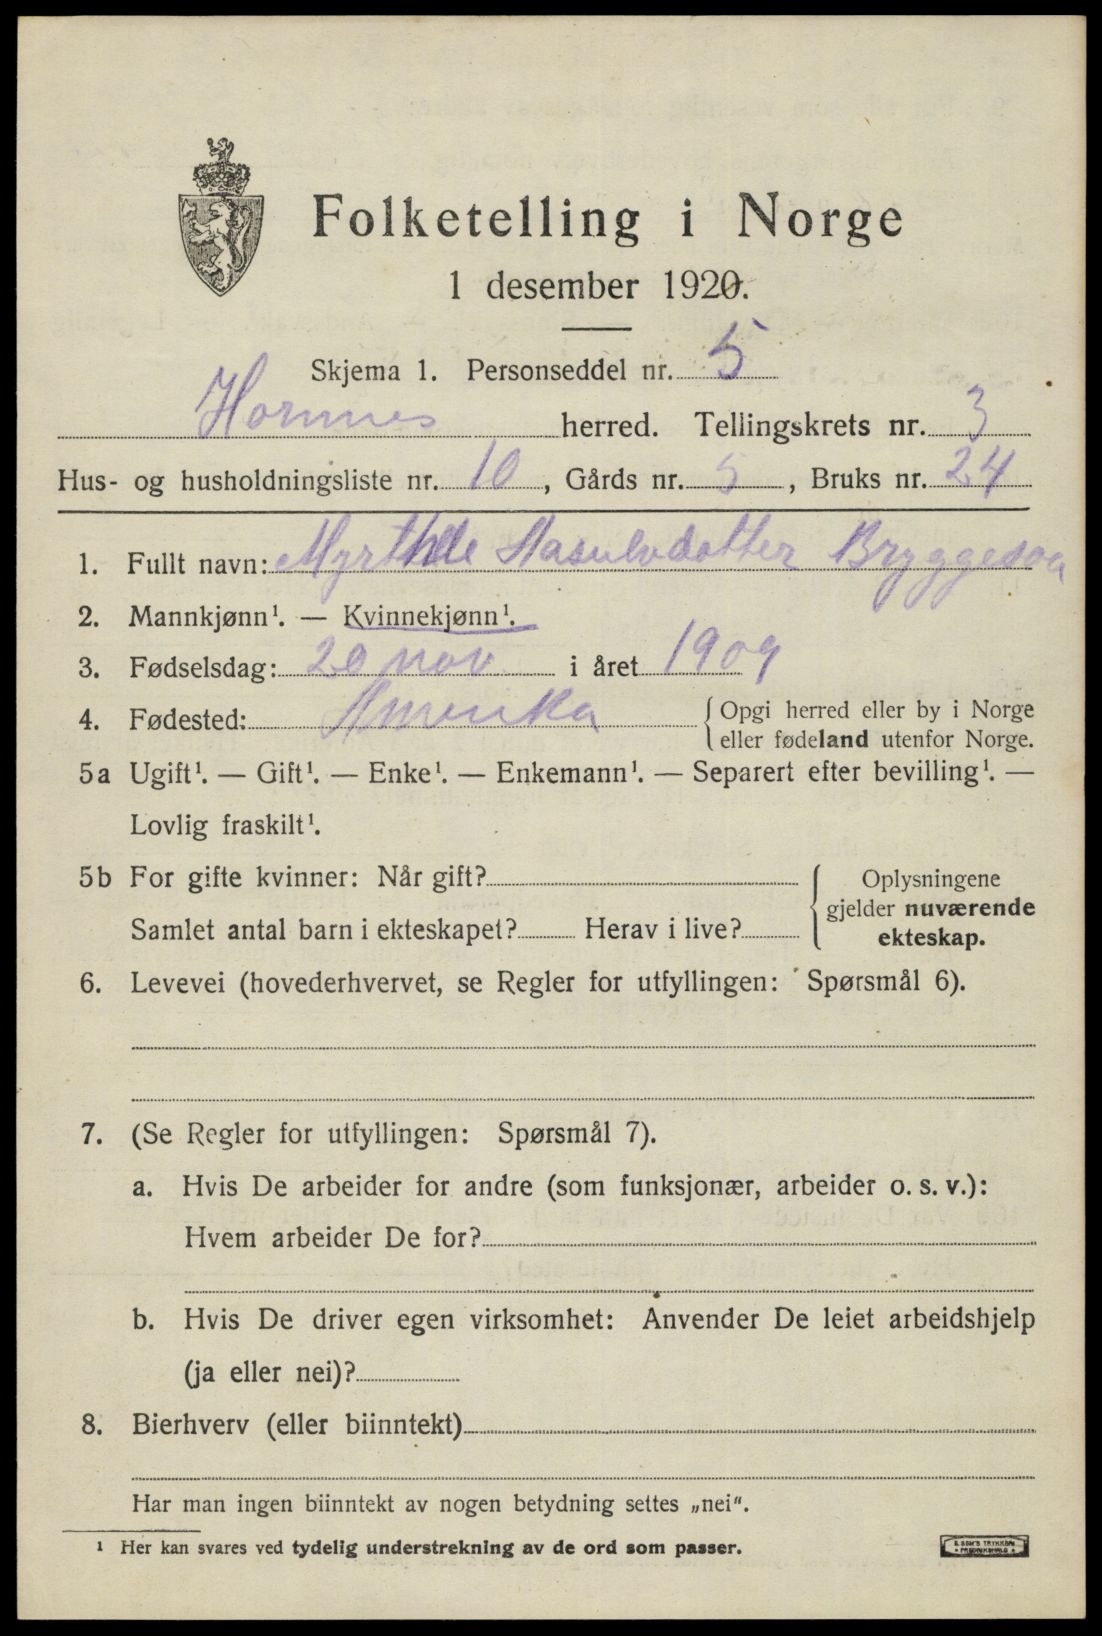 Folketelling i Norge
1 desember 1920.
Skjema 1. Personseddel nr. 5
Hornnes herred. Tellingskrets nr. 3
Hus- og husholdningsliste nr. 10, Gårds nr. 5, Bruks nr. 24
1. Fullt navn: Myrthle Aasulvdotter Bryggesaa
2. Mannkjønn¹. — Kvinnekjønn¹.
3. Fødselsdag: 20 nov i året 1909
4. Fødested: Amerika {Opgi herred eller by i Norge
eller fødeland utenfor Norge.
5a Ugift¹. — Gift¹. — Enke¹. — Enkemann¹. — Separert efter bevilling¹. —
Lovlig fraskilt¹.
5b For gifte kvinner: Når gift? { Oplysningene
gjelder nuværende
Samlet antal barn i ekteskapet? Herav i live? ekteskap.
6. Levevei (hovederhvervet, se Regler for utfyllingen: Spørsmål 6).
7. (Se Regler for utfyllingen: Spørsmål 7).
a. Hvis De arbeider for andre (som funksjonær, arbeider o. s. v.):
Hvem arbeider De for?
b. Hvis De driver egen virksomhet: Anvender De leiet arbeidshjelp
(ja eller nei)?
8. Bierhverv (eller biinntekt)
Har man ingen biinntekt av nogen betydning settes „nei".
¹ Her kan svares ved tydelig understrekning av de ord som passer.